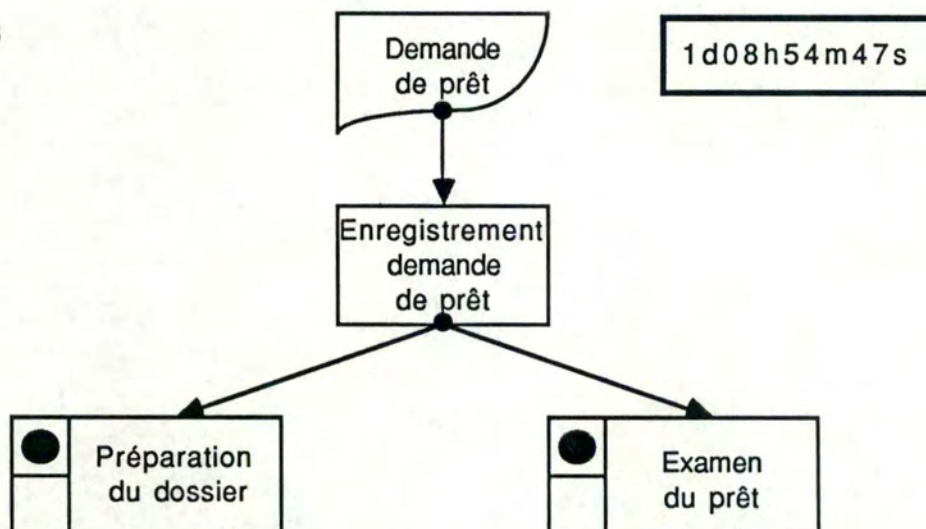 Demande
de prêt
1d08h54m47s
Enregistrement
demande
de prêt
Préparation
du dossier
Examen
du prêt